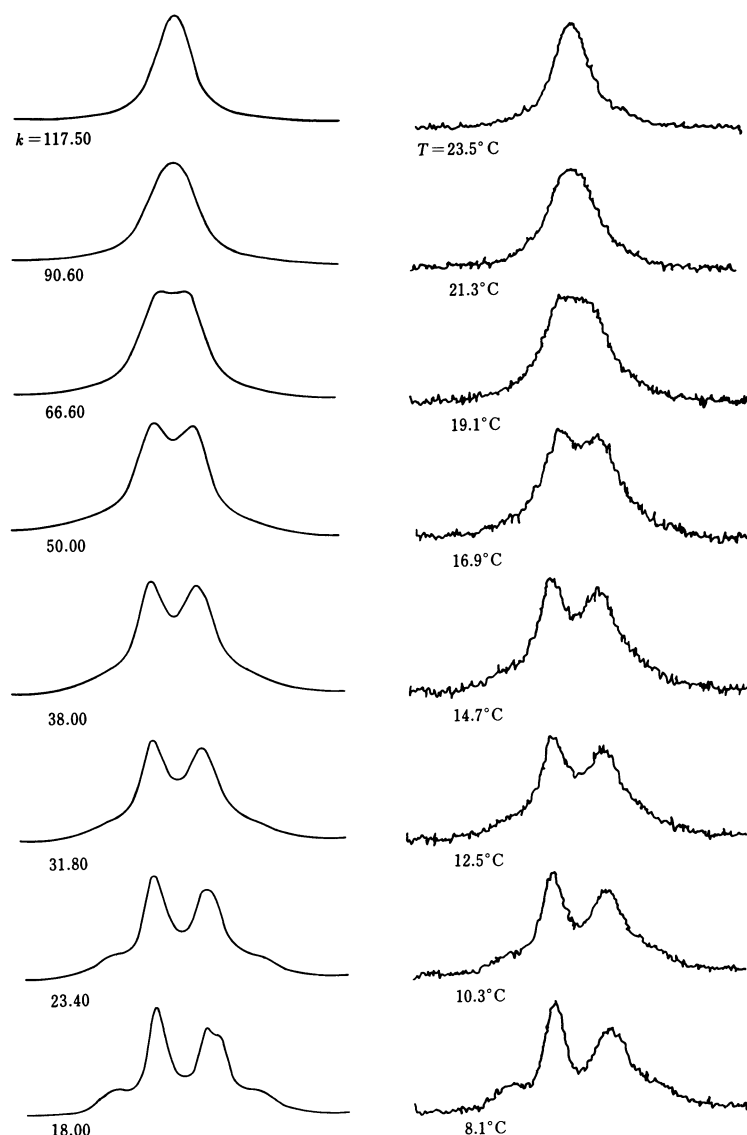 k = 117.50
T = 23.5° C
90.60
21.3°C
66.60
19.1°C
50.00
16.9°C
38.00
14.7°C
31.80
12.5°C
23.40
10.3°C
18.00
8.1°C